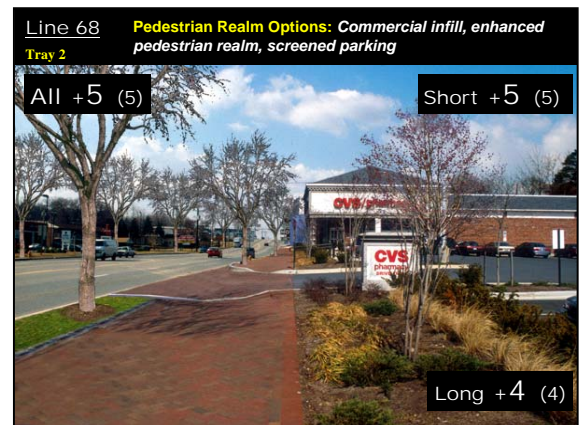 Line 68
Tray 2
Pedestrian Realm Options: Commercial infill, enhanced
pedestrian realm, screened parking
All +5 (5)
Short +5 (5)
CVS/pharmacy
CVS
pharmacy
Long +4 (4)